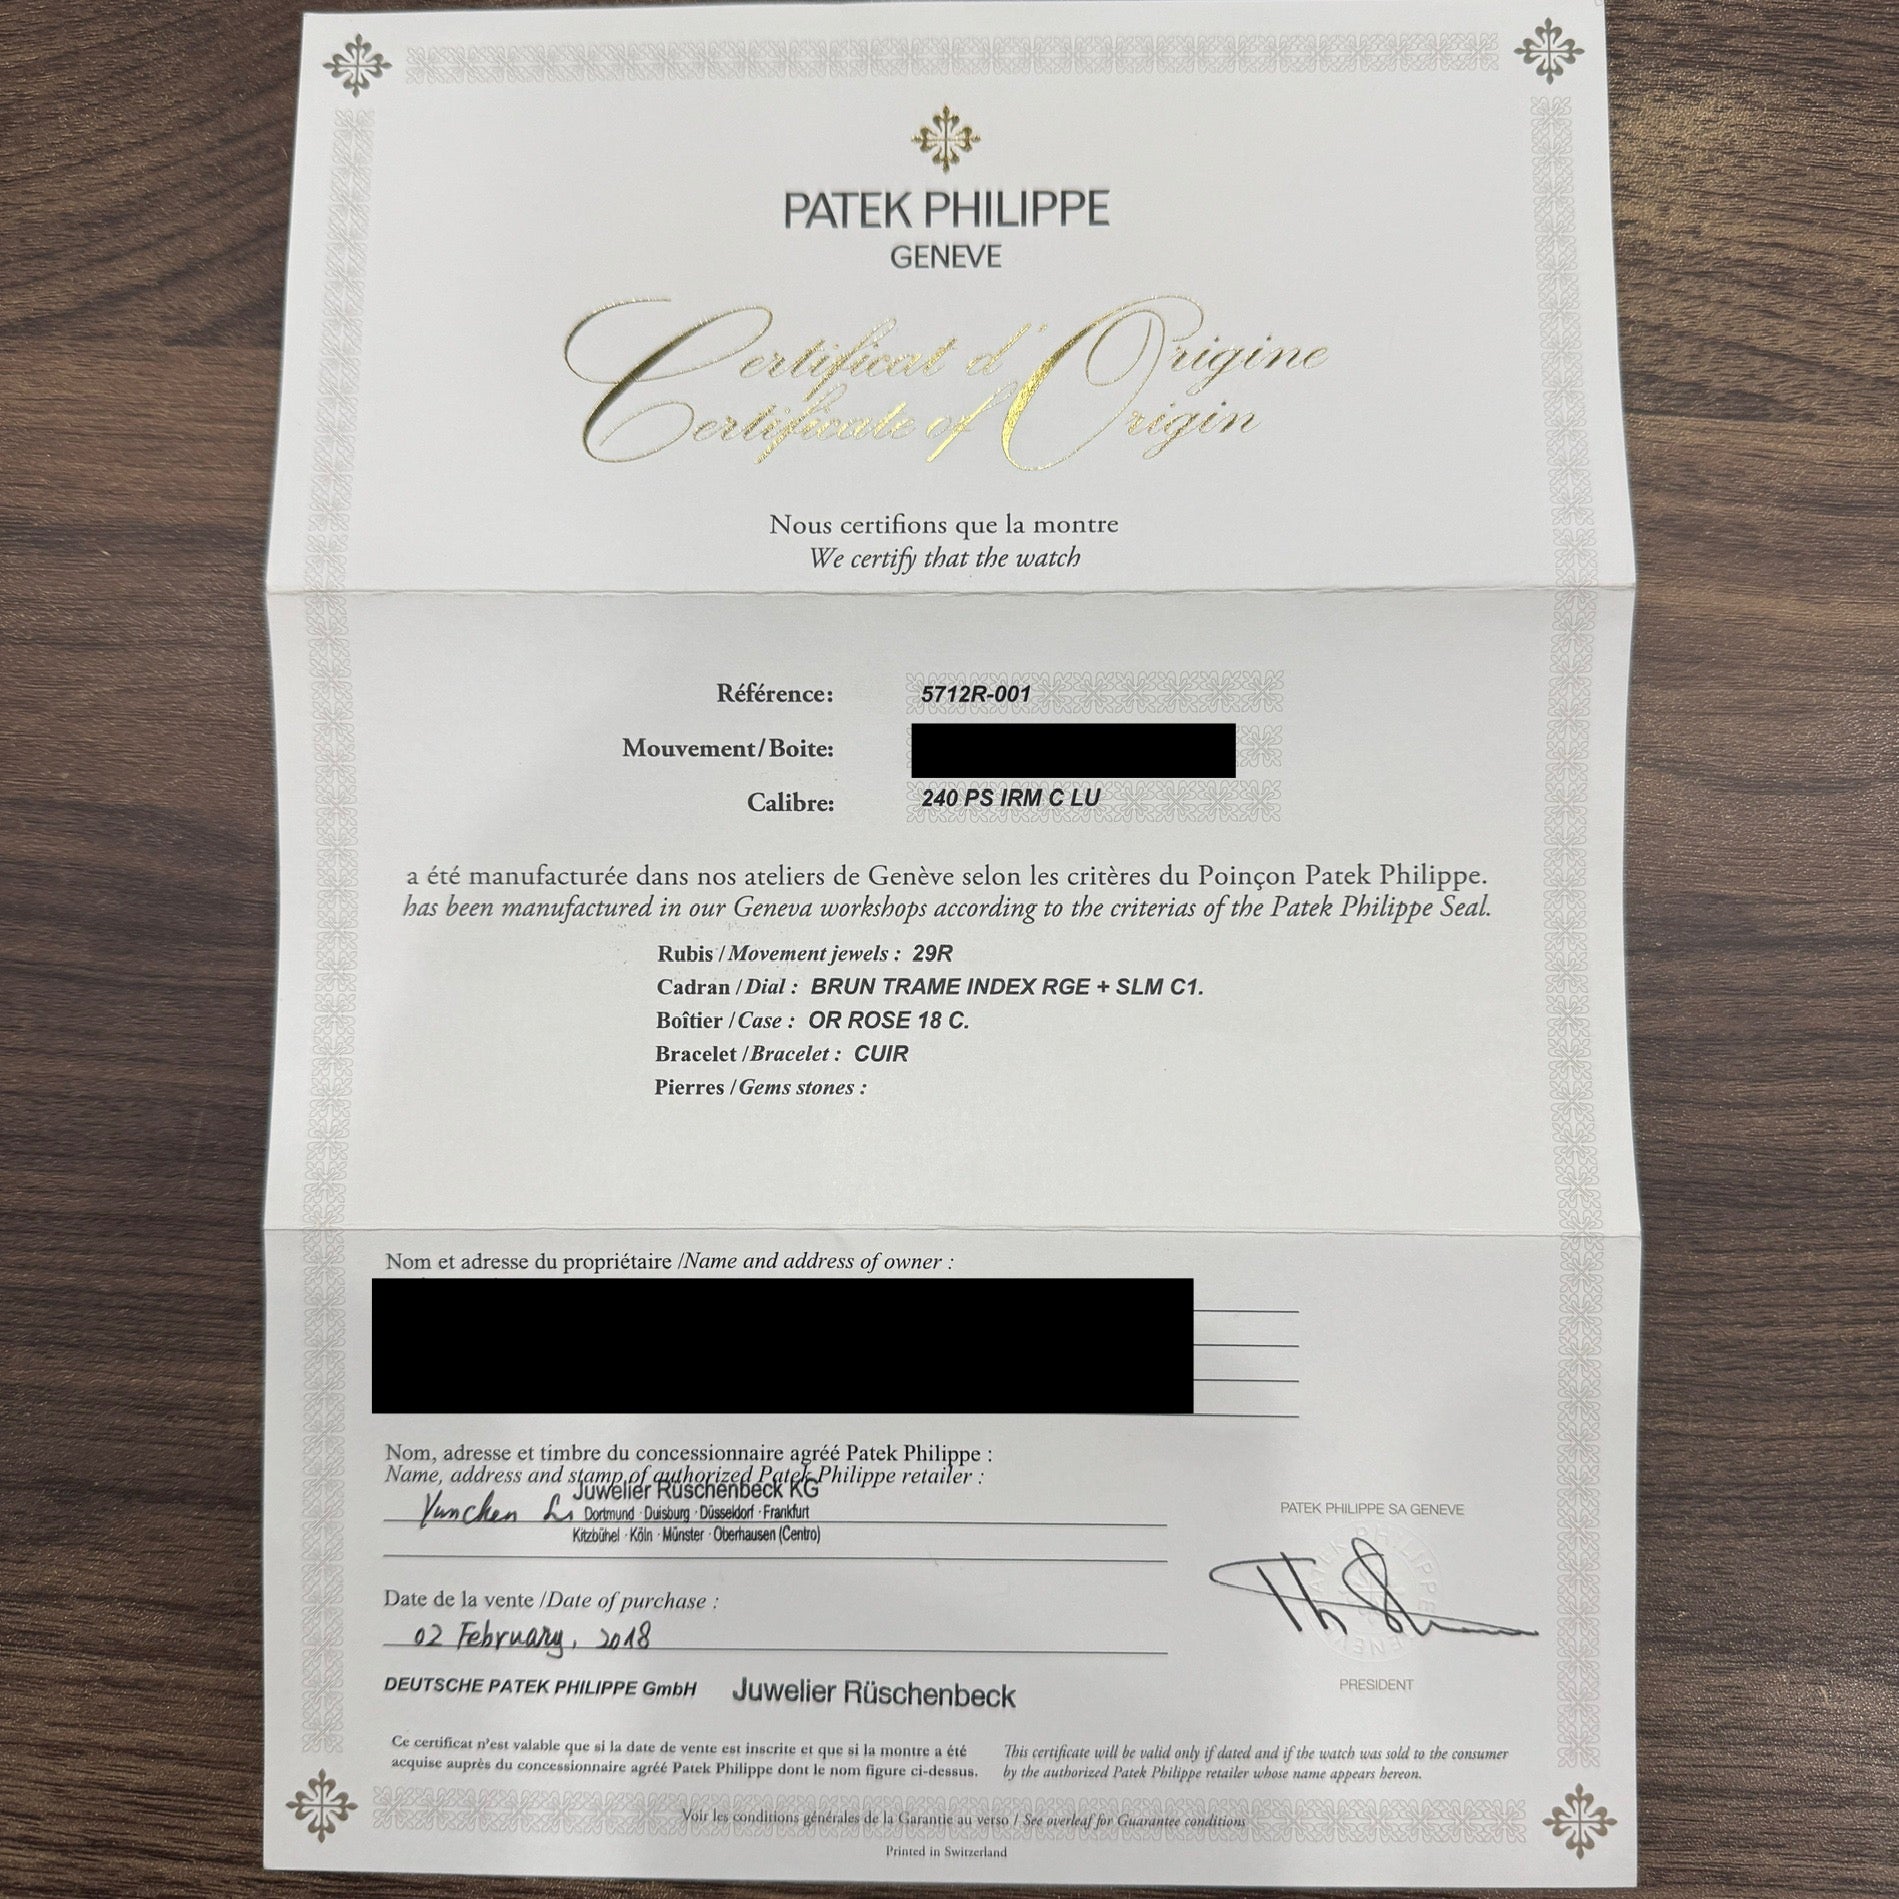 PATEK PHILIPPE
GENEVE
Certificat d'Origine
Certificate of Origin
Nous certifions que la montre
We certify that the watch
Référence: 5712R-001
Mouvement/Boite:
Calibre: 240 PS IRM C LU
a été manufacturée dans nos ateliers de Genève selon les critères du Poinçon Patek Philippe.
has been manufactured in our Geneva workshops according to the criterias of the Patek Philippe Seal.
Rubis / Movement jewels : 29R
Cadran / Dial : BRUN TRAME INDEX RGE + SLM C1.
Boîtier / Case : OR ROSE 18 C.
Bracelet / Bracelet : CUIR
Pierres / Gems stones :
Nom et adresse du propriétaire / Name and address of owner :
Nom, adresse et timbre du concessionnaire agréé Patek Philippe :
Name, address and stamp of authorized Patek Philippe retailer :
Juwelier Rüschenbeck KG
Yunchen Li Dortmund · Duisburg · Düsseldorf · Frankfurt
Kitzbühel · Köln · Münster · Oberhausen (Centro)
PATEK PHILIPPE SA GENEVE
Date de la vente / Date of purchase :
02 February, 2018
PRESIDENT
DEUTSCHE PATEK PHILIPPE GmbH Juwelier Rüschenbeck
Ce certificat n'est valable que si la date de vente est inscrite et que si la montre a été
acquise auprès du concessionnaire agréé Patek Philippe dont le nom figure ci-dessus.
This certificate will be valid only if dated and if the watch was sold to the consumer
by the authorized Patek Philippe retailer whose name appears hereon.
Voir les conditions générales de la Garantie au verso / See overleaf for Guarantee conditions
Printed in Switzerland